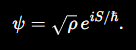 ψ = √ρ e^{iS/ħ}.